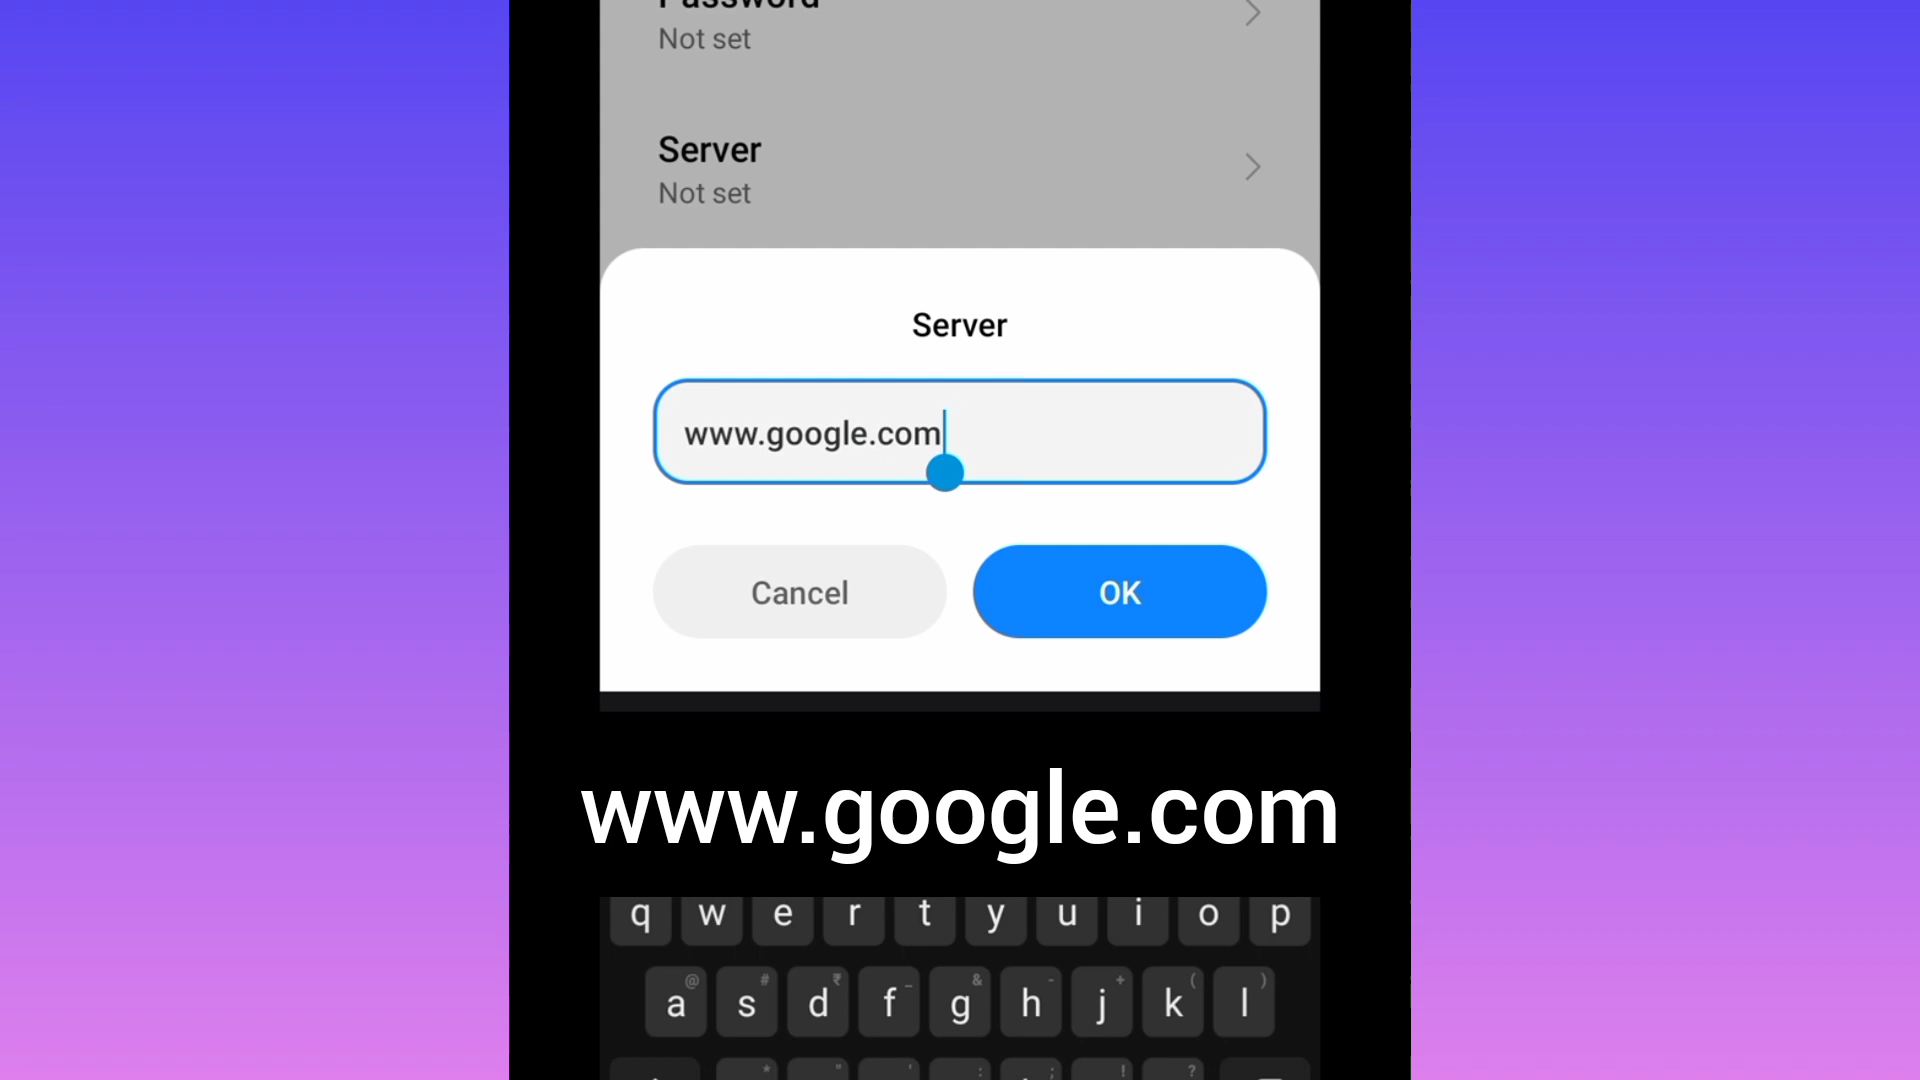 Password
Not set
Server
Not set
Server
www.google.com
Cancel
OK
www.google.com
q w e r t y u i o p
@ # ₹ _ & - + ( )
a s d f g h j k l
* " ' : ; ! ?